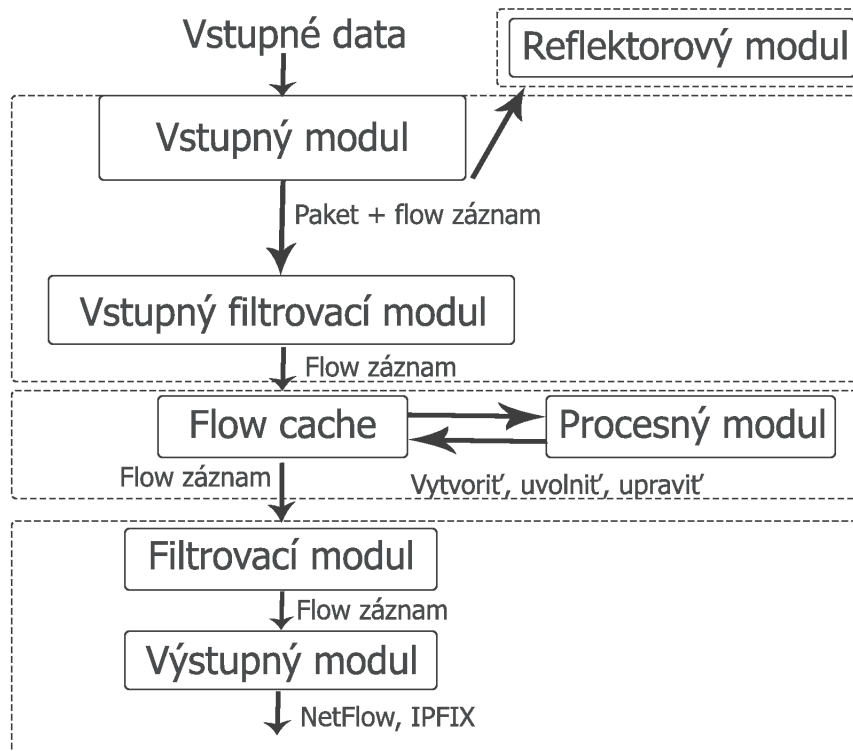 Vstupné data
Reflektorový modul
Vstupný modul
Paket + flow záznam
Vstupný filtrovací modul
Flow záznam
Flow cache
Procesný modul
Flow záznam
Vytvoriť, uvolniť, upraviť
Filtrovací modul
Flow záznam
Výstupný modul
NetFlow, IPFIX